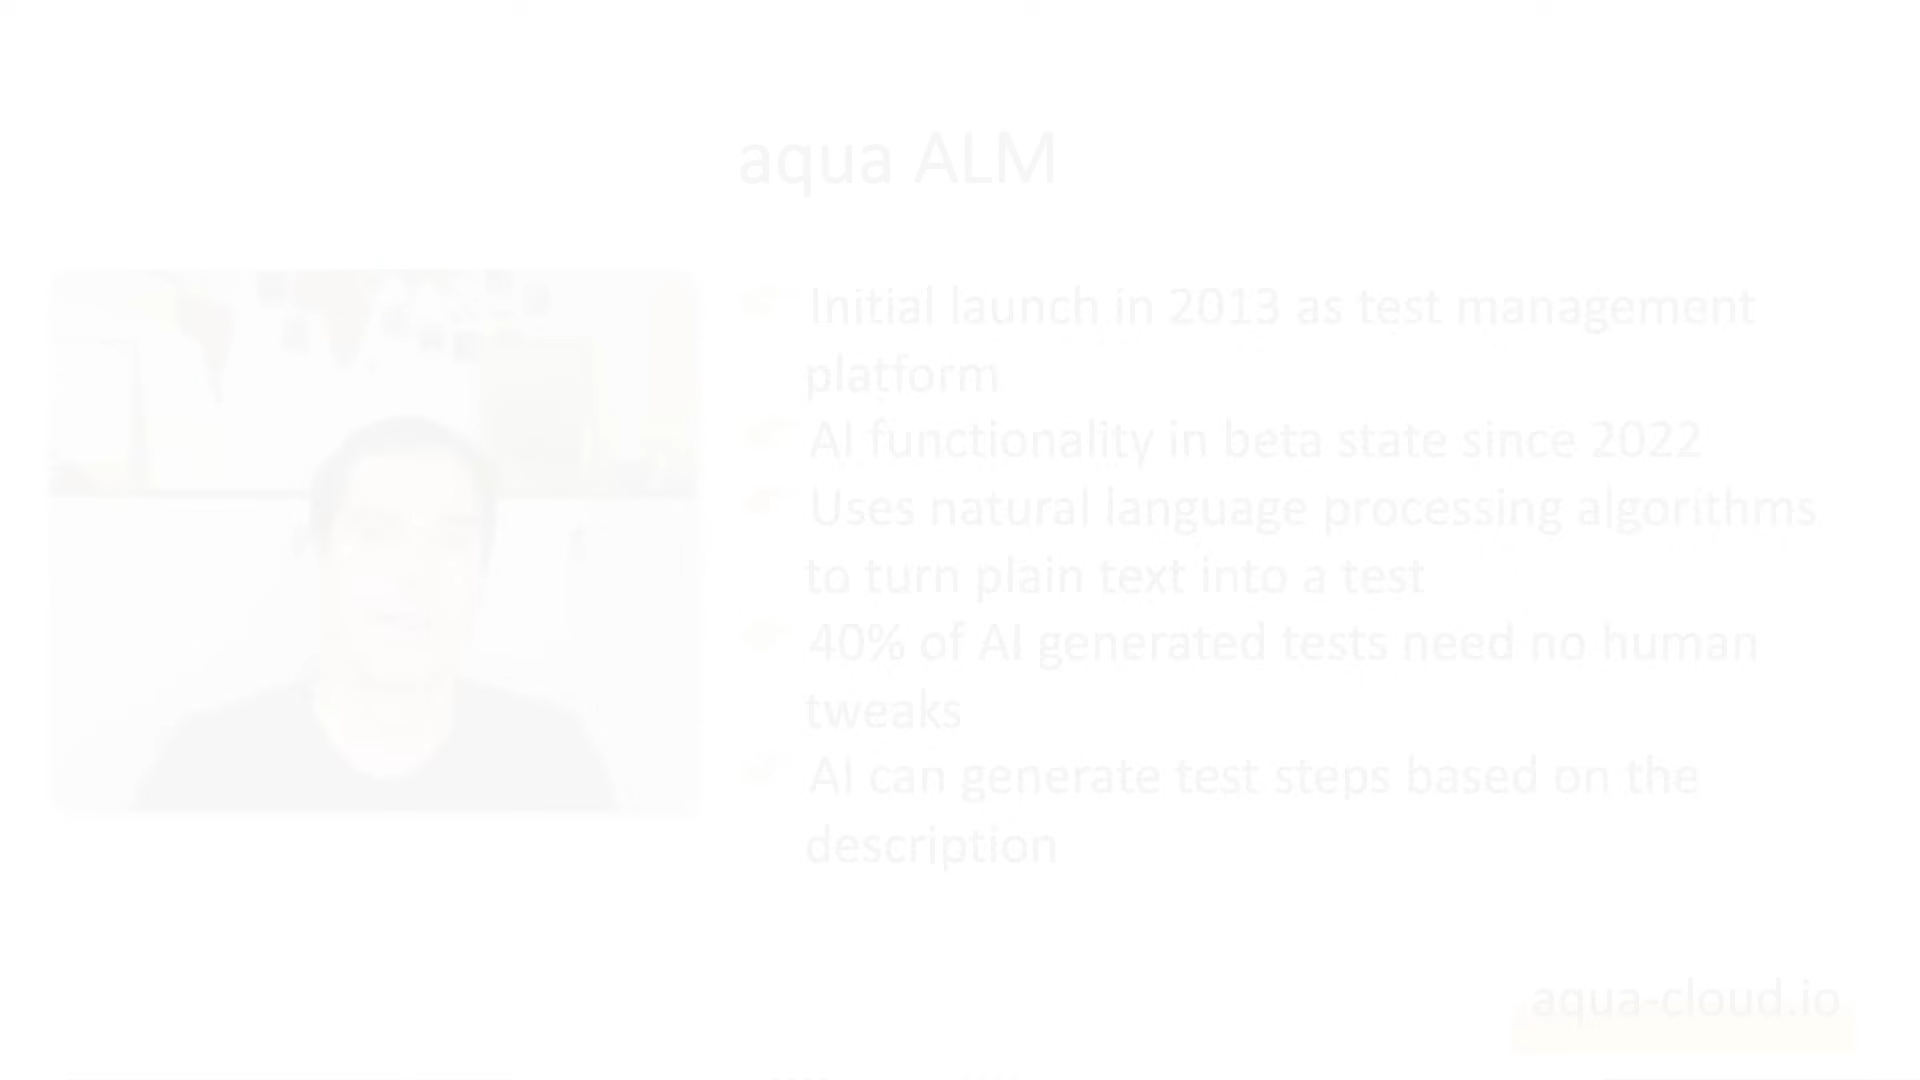 aqua ALM
Initial launch in 2013 as test management
platform
AI functionality in beta state since 2022
Uses natural language processing algorithms
to turn plain text into a test
40% of AI generated tests need no human
tweaks
AI can generate test steps based on the
description
aqua-cloud.io